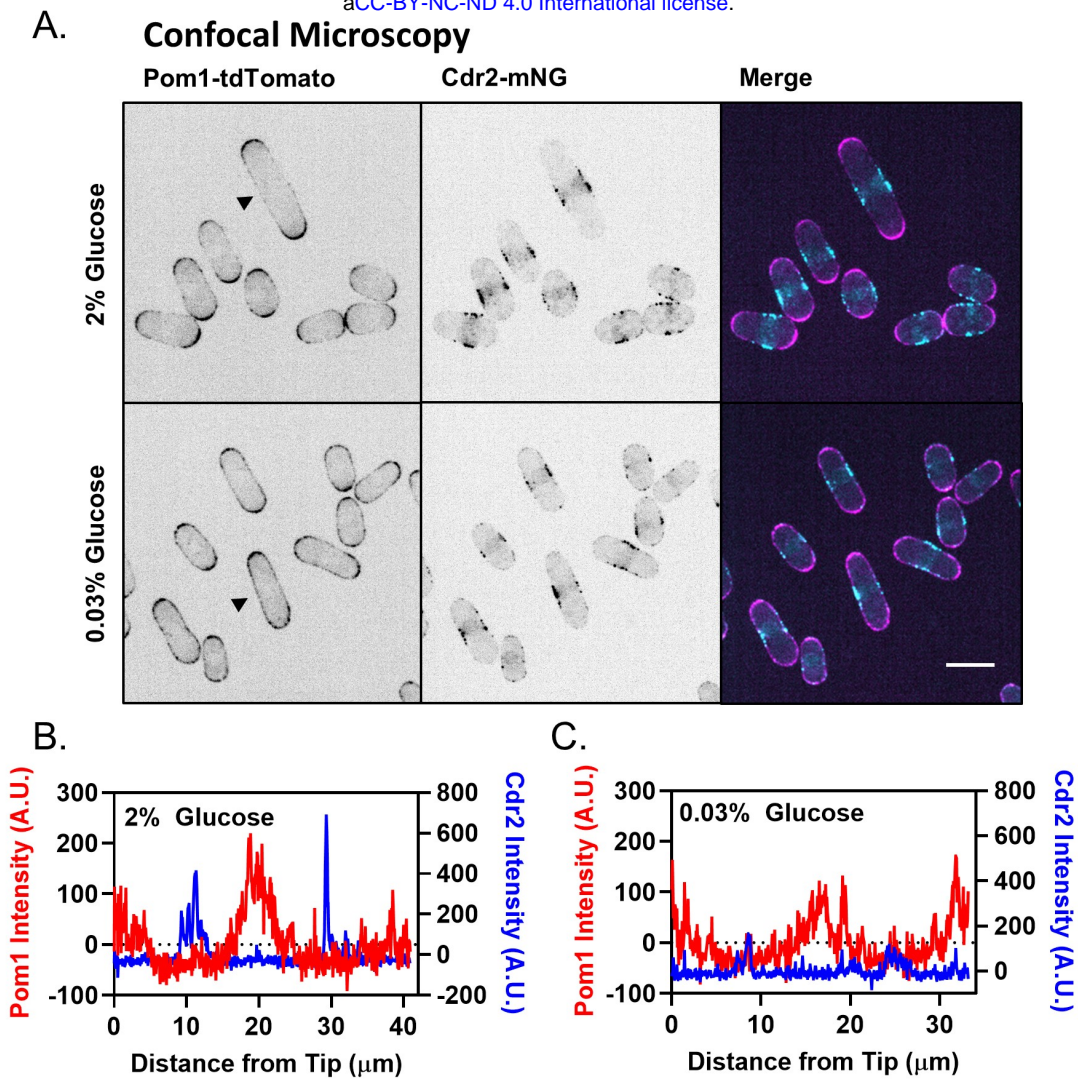 aCC-BY-NC-ND 4.0 International license.
A.
Confocal Microscopy
Pom1-tdTomato Cdr2-mNG Merge
2% Glucose
0.03% Glucose
B.
Pom1 Intensity (A.U.)
300
200
100
0
-100
2% Glucose
800
600
400
200
0
-200
Cdr2 Intensity (A.U.)
0 10 20 30 40
Distance from Tip (μm)
C.
Pom1 Intensity (A.U.)
300
200
100
0
-100
0.03% Glucose
800
600
400
200
0
Cdr2 Intensity (A.U.)
0 10 20 30
Distance from Tip (μm)